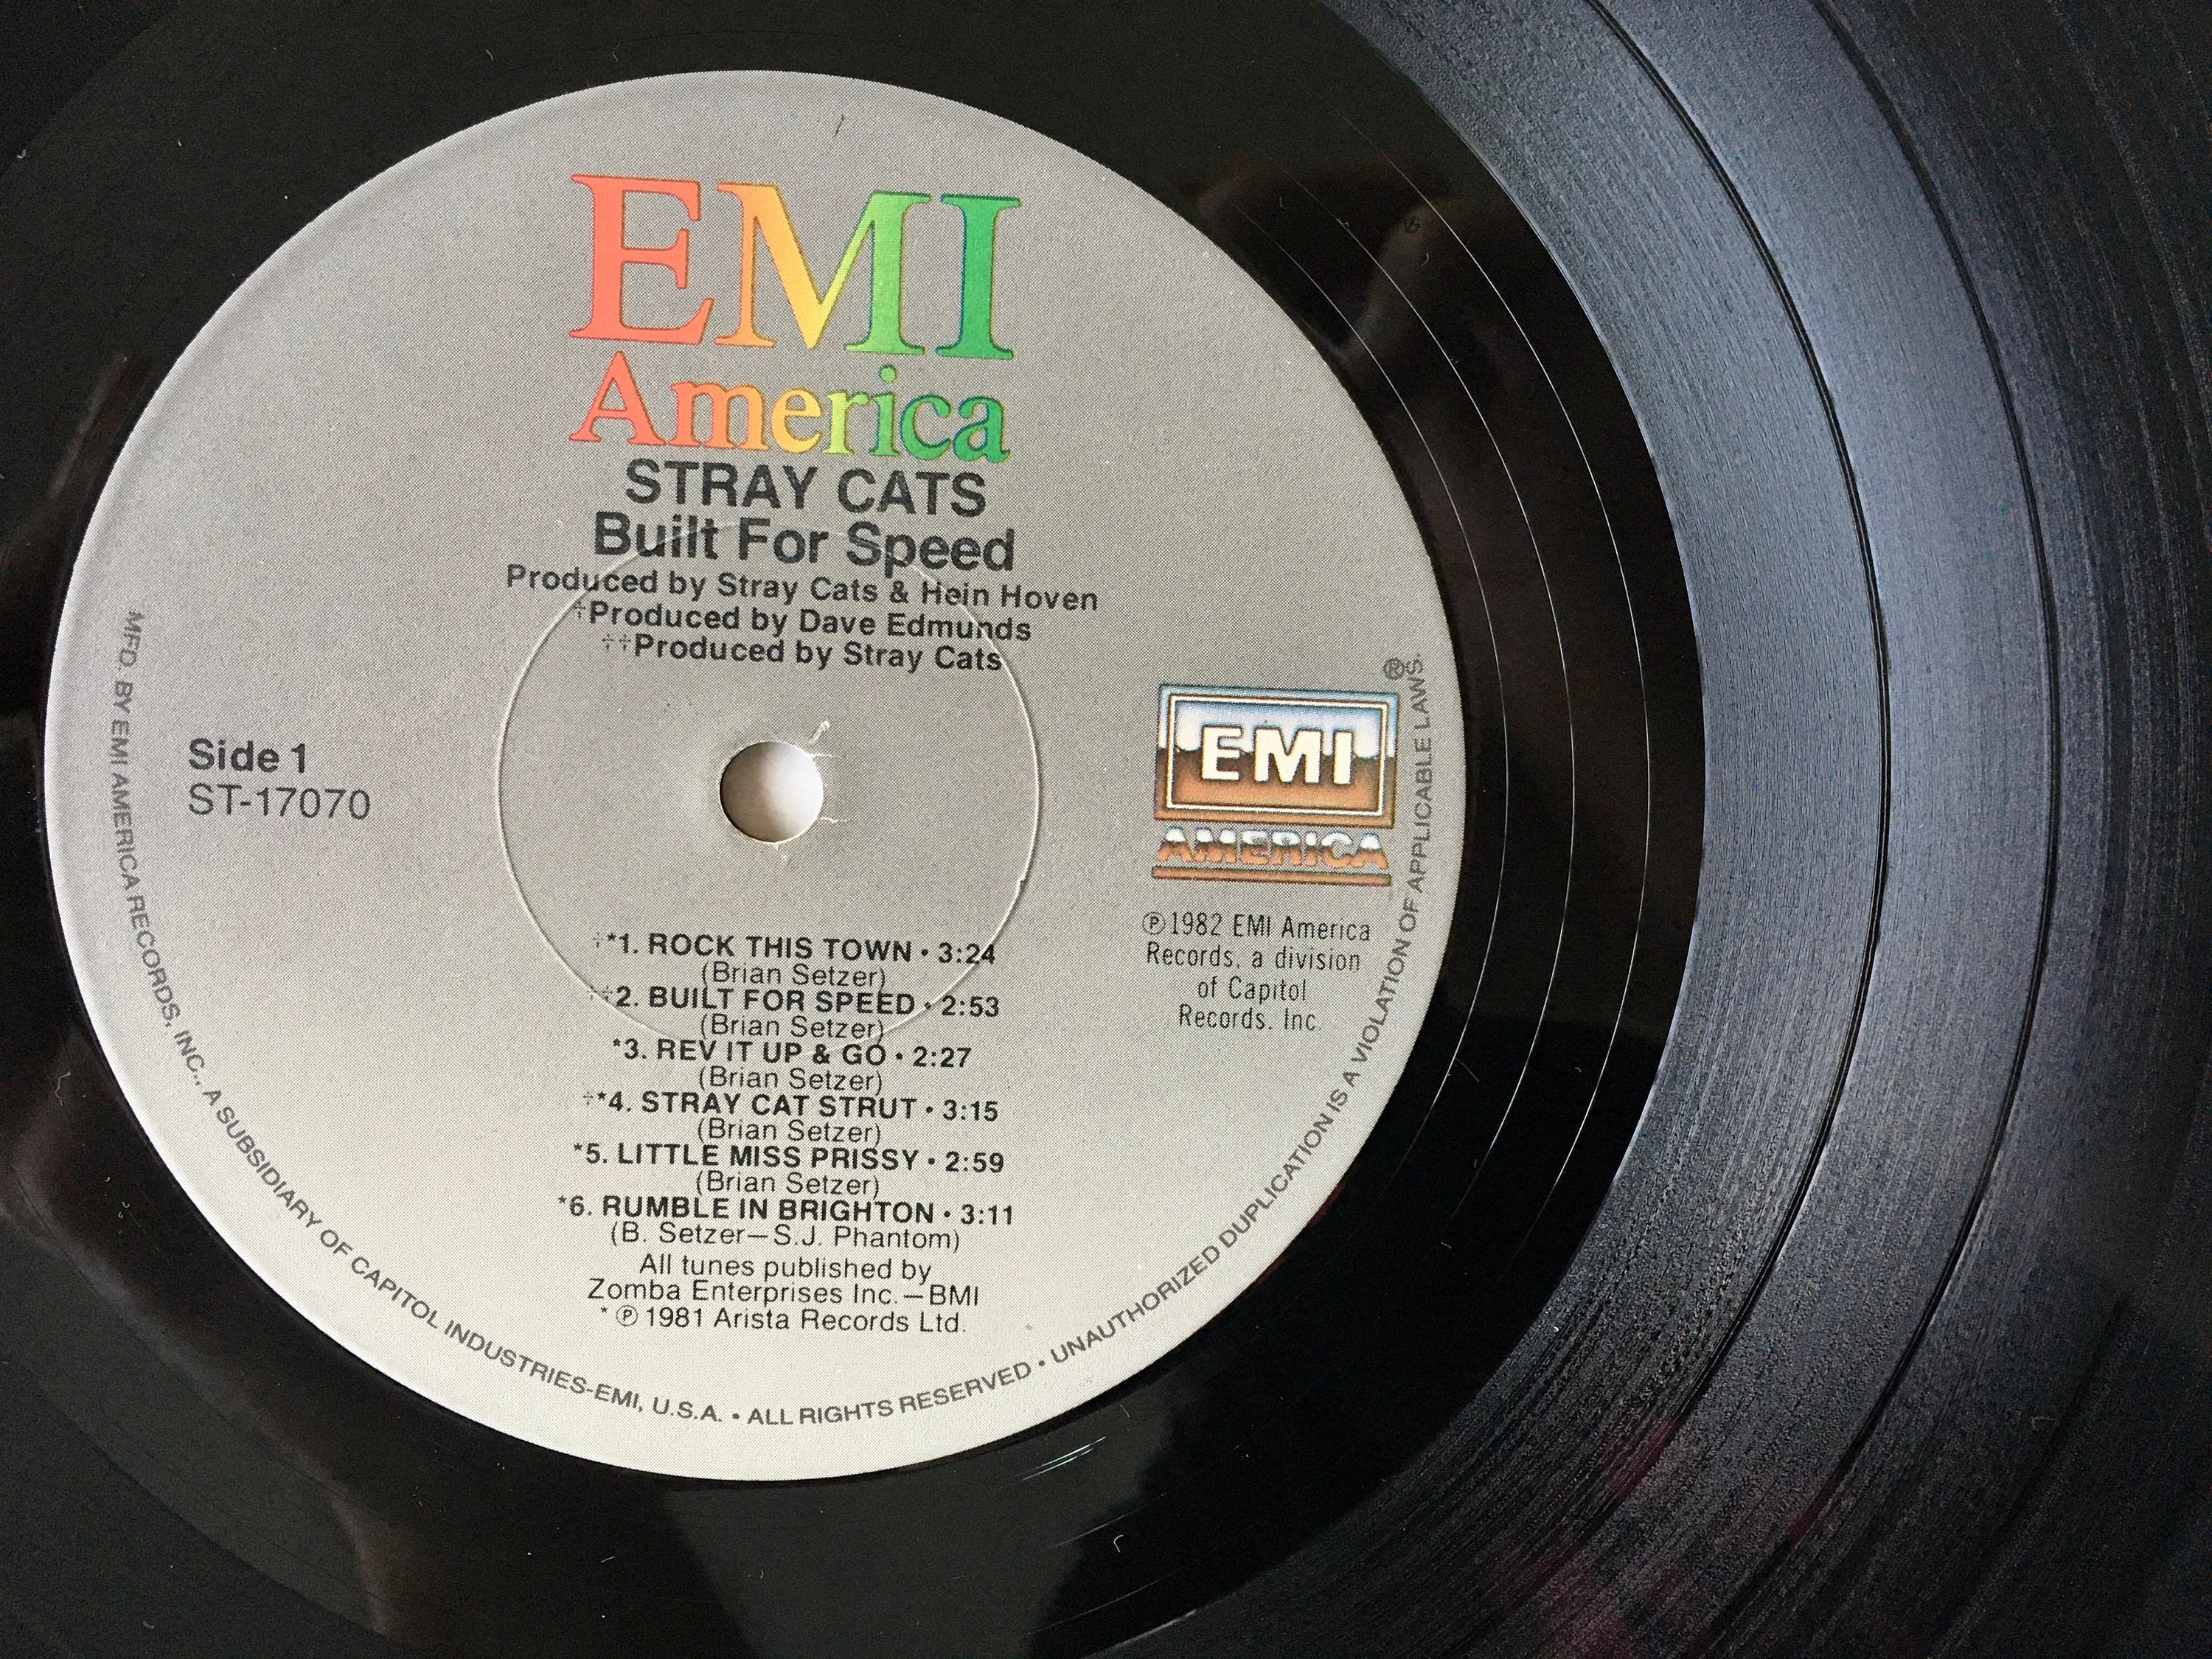 EMI
America
STRAY CATS
Built For Speed
Produced by Stray Cats & Hein Hoven
†Produced by Dave Edmunds
††Produced by Stray Cats
Side 1
ST-17070
®
EMI
AMERICA
℗1982 EMI America
Records, a division
of Capitol
Records, Inc.
†*1. ROCK THIS TOWN • 3:24
(Brian Setzer)
††2. BUILT FOR SPEED • 2:53
(Brian Setzer)
*3. REV IT UP & GO • 2:27
(Brian Setzer)
†*4. STRAY CAT STRUT • 3:15
(Brian Setzer)
*5. LITTLE MISS PRISSY • 2:59
(Brian Setzer)
*6. RUMBLE IN BRIGHTON • 3:11
(B. Setzer—S.J. Phantom)
All tunes published by
Zomba Enterprises Inc.—BMI
*℗1981 Arista Records Ltd.
MFD. BY EMI AMERICA RECORDS, INC., A SUBSIDIARY OF CAPITOL INDUSTRIES-EMI, U.S.A. • ALL RIGHTS RESERVED • UNAUTHORIZED DUPLICATION IS A VIOLATION OF APPLICABLE LAWS.